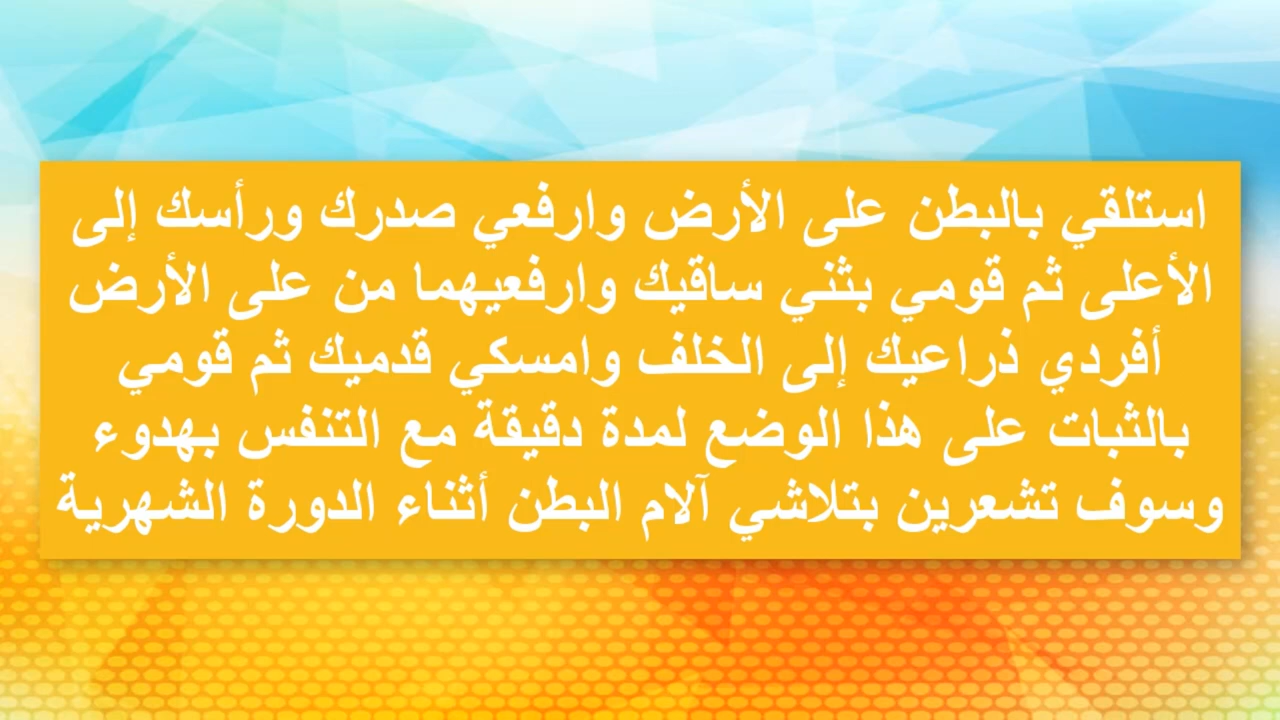 استلقي بالبطن على الأرض وارفعي صدرك ورأسك إلى
الأعلى ثم قومي بثني ساقيك وارفعيهما من على الأرض
أفردي ذراعيك إلى الخلف وامسكي قدميك ثم قومي
بالثبات على هذا الوضع لمدة دقيقة مع التنفس بهدوء
وسوف تشعرين بتلاشي آلام البطن أثناء الدورة الشهرية